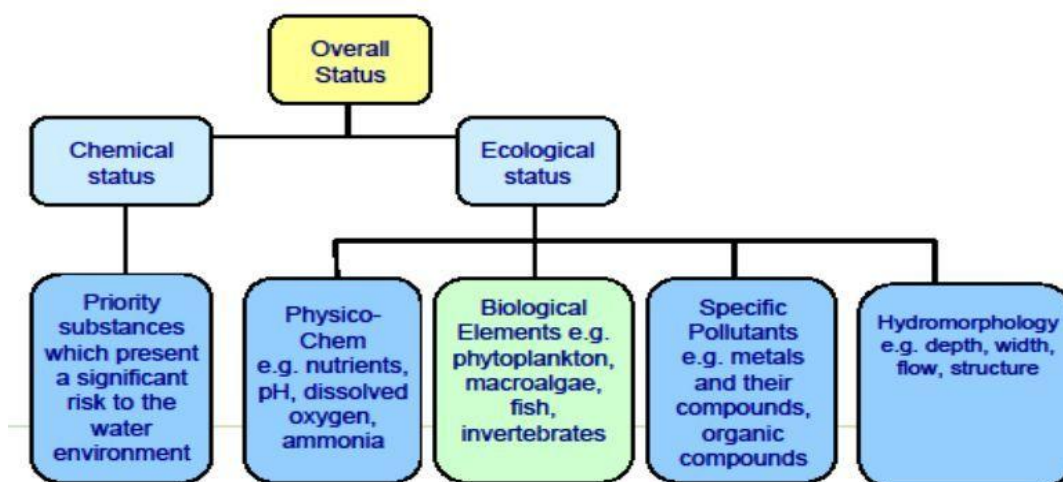 Overall
Status
Chemical
status
Ecological
status
Priority
substances
which present
a significant
risk to the
water
environment
Physico-
Chem
e.g. nutrients,
pH, dissolved
oxygen,
ammonia
Biological
Elements e.g.
phytoplankton,
macroalgae,
fish,
invertebrates
Specific
Pollutants
e.g. metals
and their
compounds,
organic
compounds
Hydromorphology
e.g. depth, width,
flow, structure